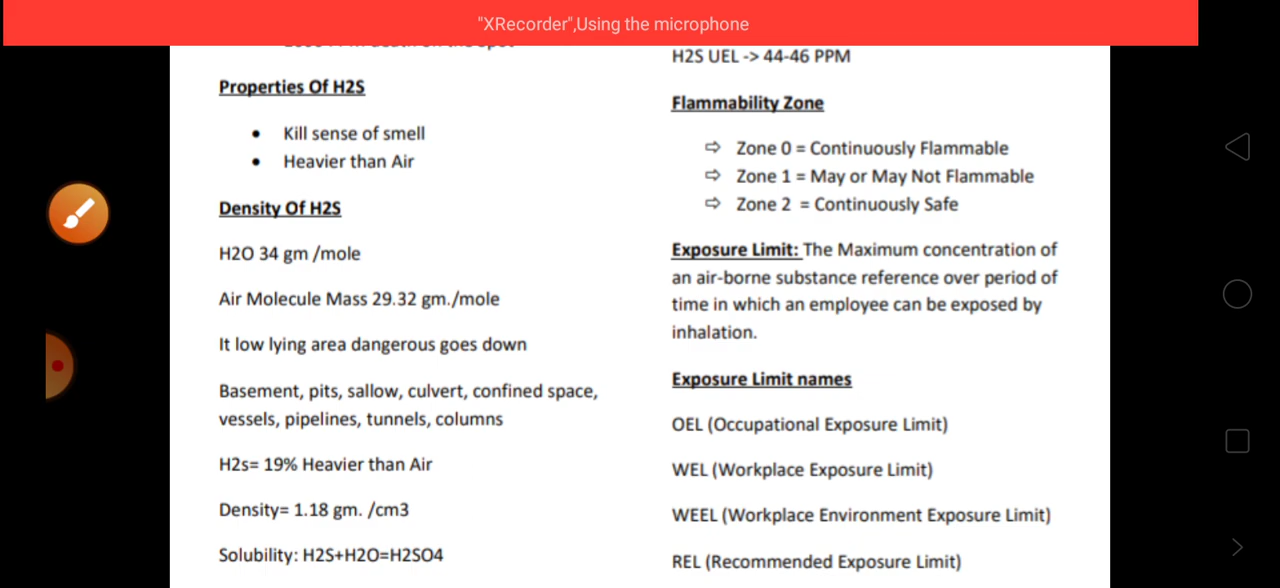 "XRecorder",Using the microphone
Properties Of H2S
• Kill sense of smell
• Heavier than Air
Density Of H2S
H2O 34 gm /mole
Air Molecule Mass 29.32 gm./mole
It low lying area dangerous goes down
Basement, pits, sallow, culvert, confined space,
vessels, pipelines, tunnels, columns
H2s= 19% Heavier than Air
Density= 1.18 gm. /cm3
Solubility: H2S+H2O=H2SO4
H2S UEL -> 44-46 PPM
Flammability Zone
⇨ Zone 0 = Continuously Flammable
⇨ Zone 1 = May or May Not Flammable
⇨ Zone 2 = Continuously Safe
Exposure Limit: The Maximum concentration of
an air-borne substance reference over period of
time in which an employee can be exposed by
inhalation.
Exposure Limit names
OEL (Occupational Exposure Limit)
WEL (Workplace Exposure Limit)
WEEL (Workplace Environment Exposure Limit)
REL (Recommended Exposure Limit)